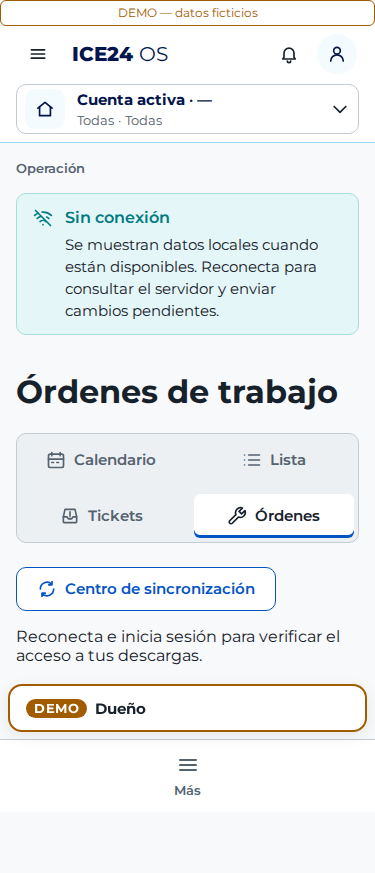 DEMO — datos ficticios
ICE24 OS
Cuenta activa · —
Todas · Todas
Operación
Sin conexión
Se muestran datos locales cuando
están disponibles. Reconecta para
consultar el servidor y enviar
cambios pendientes.
Órdenes de trabajo
Calendario
Lista
Tickets
Órdenes
Centro de sincronización
Reconecta e inicia sesión para verificar el
acceso a tus descargas.
DEMO Dueño
Más